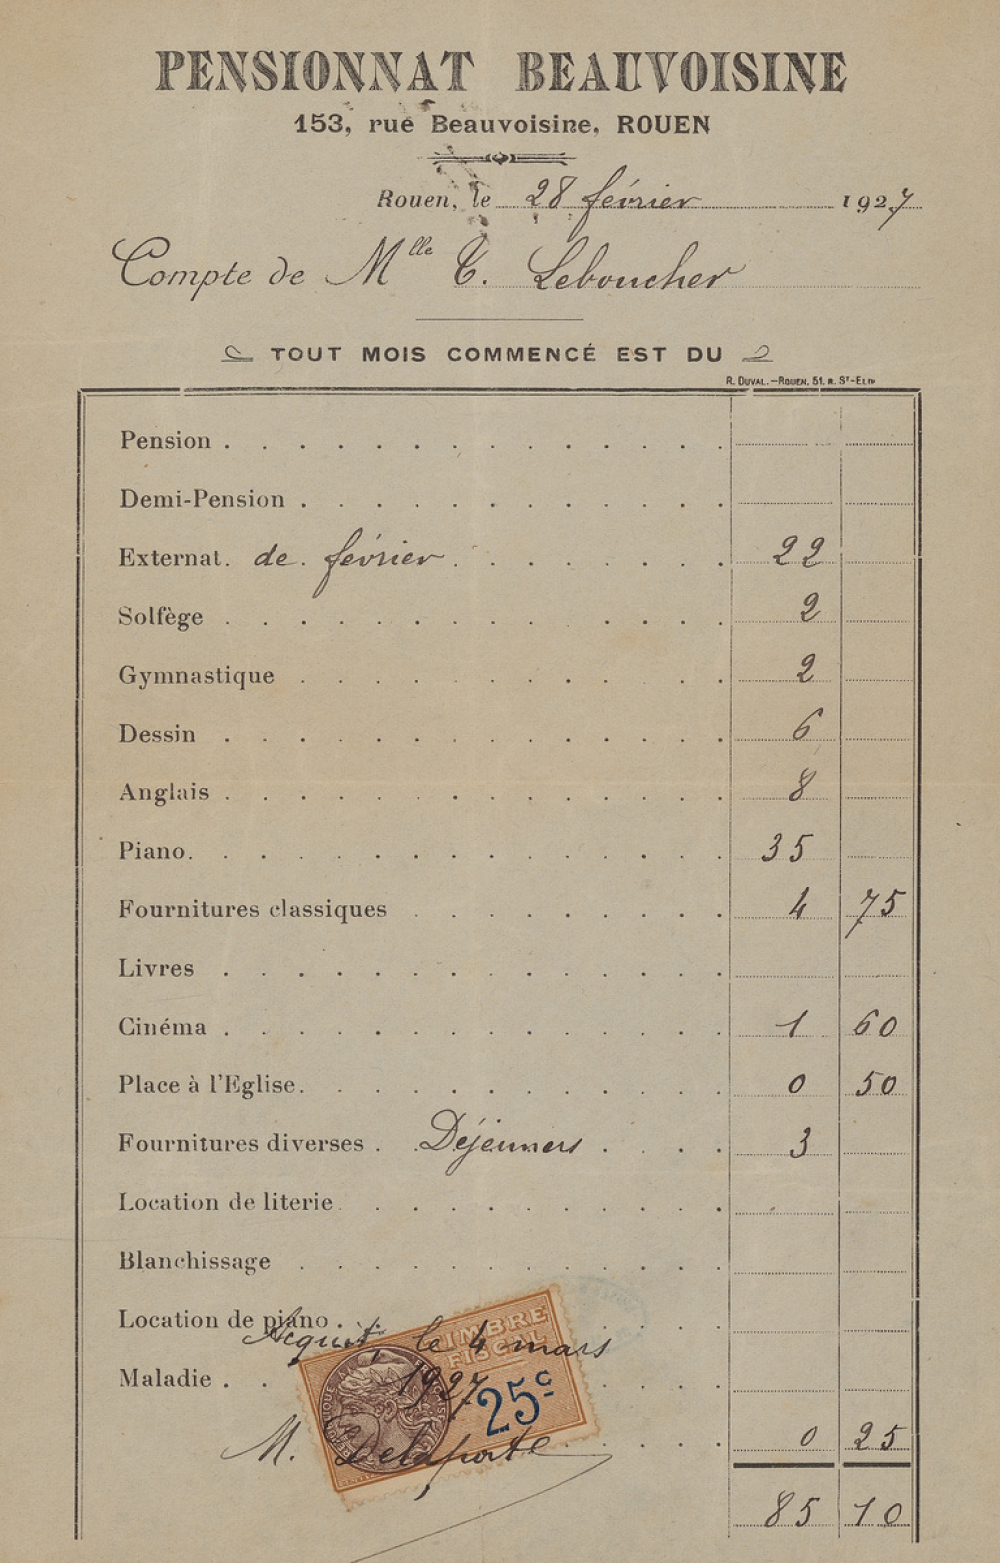 PENSIONNAT BEAUVOISINE
153, rue Beauvoisine, ROUEN
Rouen, le 28 février 1927
Compte de Mlle T. Leboucher
TOUT MOIS COMMENCÉ EST DU
R. DUVAL.—ROUEN, 51, R. ST-ELOI
Pension
Demi-Pension
Externat. de février 22
Solfège 2
Gymnastique 2
Dessin 6
Anglais 8
Piano. 35
Fournitures classiques 4 75
Livres
Cinéma 1 60
Place à l'Eglise. 0 50
Fournitures diverses. Déjeuners 3
Location de literie.
Blanchissage
Location de piano.
TIMBRE
FISCAL
Acquit, le 4 mars
Maladie
1927
25c
M. Delaporte 0 25
85 10